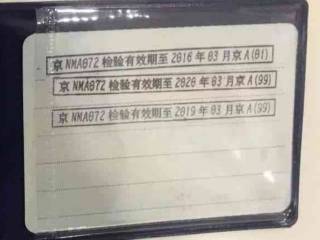 京 NMA072 检验有效期至 2016 年 03 月京 A(01)
京 NMA072 检验有效期至 2020 年 03 月京 A(99)
京 NMA072 检验有效期至 2019 年 03 月京 A(99)